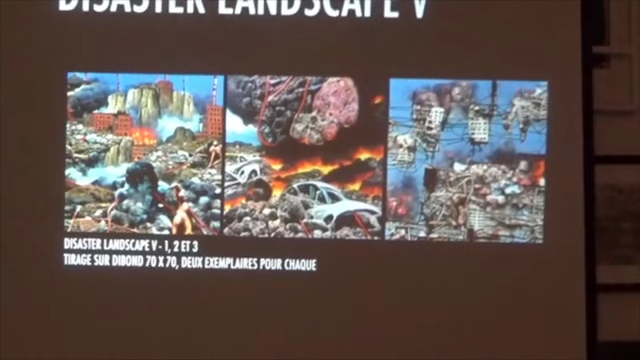 DISASTER LANDSCAPE V
DISASTER LANDSCAPE V - 1, 2 ET 3
TIRAGE SUR DIBOND 70 X 70, DEUX EXEMPLAIRES POUR CHAQUE